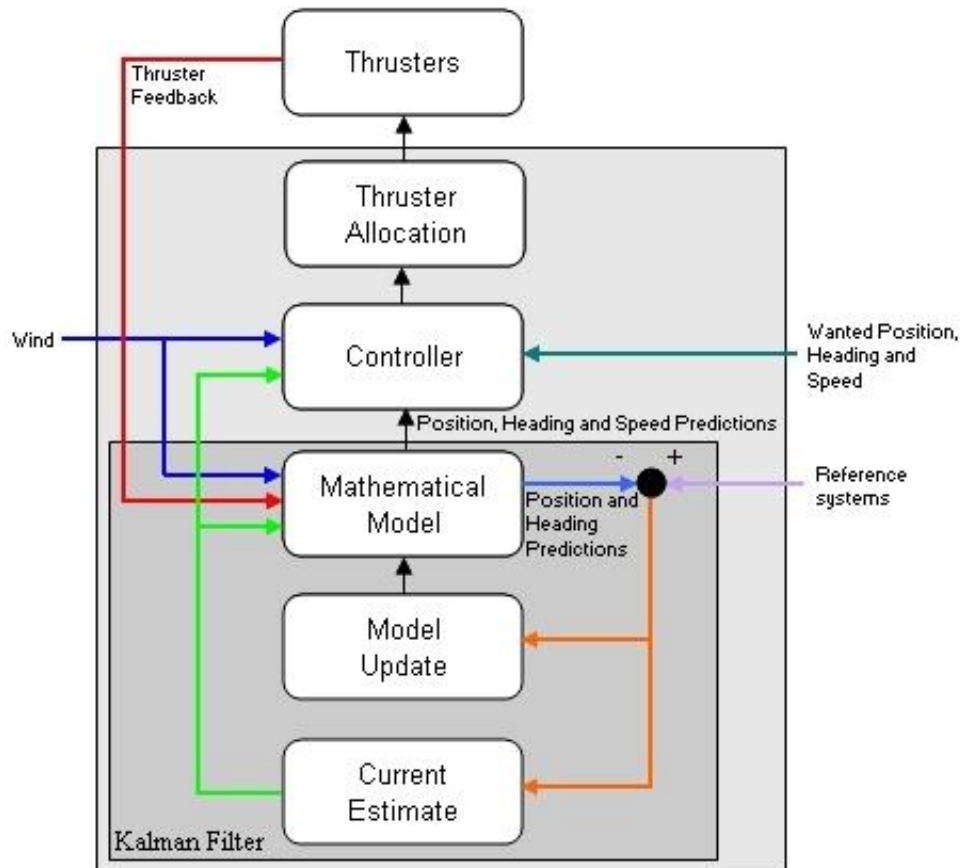 Thrusters
Thruster
Feedback
Thruster
Allocation
Wind
Controller
Wanted Position,
Heading and
Speed
Position, Heading and Speed Predictions
- +
Mathematical
Model
Reference
systems
Position and
Heading
Predictions
Model
Update
Current
Estimate
Kalman Filter